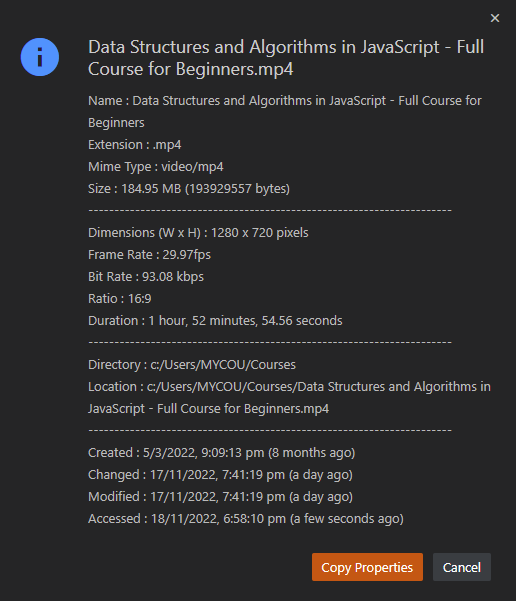 Data Structures and Algorithms in JavaScript - Full
Course for Beginners.mp4
Name : Data Structures and Algorithms in JavaScript - Full Course for
Beginners
Extension : .mp4
Mime Type : video/mp4
Size : 184.95 MB (193929557 bytes)
----------------------------------------------------------------------
Dimensions (W x H) : 1280 x 720 pixels
Frame Rate : 29.97fps
Bit Rate : 93.08 kbps
Ratio : 16:9
Duration : 1 hour, 52 minutes, 54.56 seconds
----------------------------------------------------------------------
Directory : c:/Users/MYCOU/Courses
Location : c:/Users/MYCOU/Courses/Data Structures and Algorithms in
JavaScript - Full Course for Beginners.mp4
----------------------------------------------------------------------
Created : 5/3/2022, 9:09:13 pm (8 months ago)
Changed : 17/11/2022, 7:41:19 pm (a day ago)
Modified : 17/11/2022, 7:41:19 pm (a day ago)
Accessed : 18/11/2022, 6:58:10 pm (a few seconds ago)
Copy Properties
Cancel